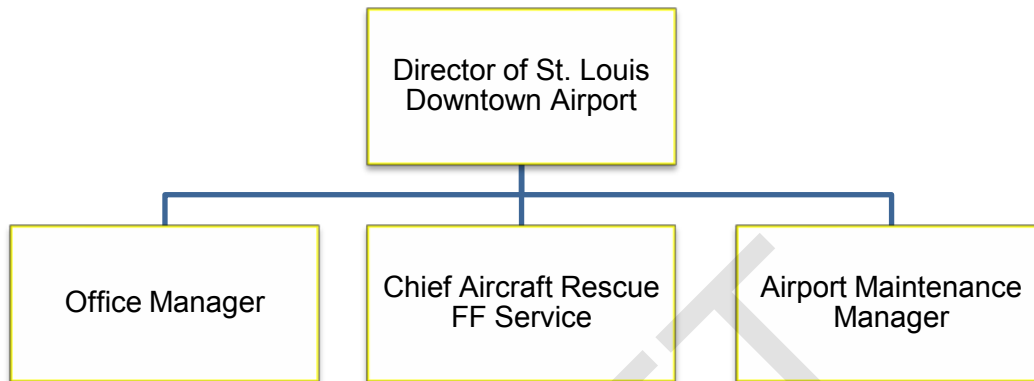 Director of St. Louis
Downtown Airport
Office Manager
Chief Aircraft Rescue
FF Service
Airport Maintenance
Manager